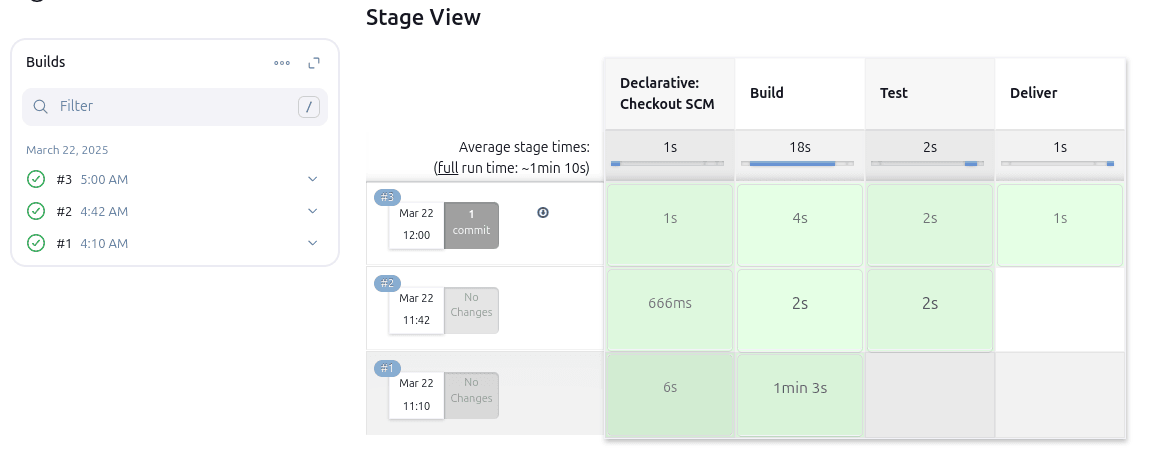 Stage View
Builds
Filter
/
March 22, 2025
#3 5:00 AM
#2 4:42 AM
#1 4:10 AM
Declarative:
Checkout SCM
Build
Test
Deliver
Average stage times:
(full run time: ~1min 10s)
1s
18s
2s
1s
#3
Mar 22
12:00
1
commit
1s
4s
2s
1s
#2
Mar 22
11:42
No
Changes
666ms
2s
2s
#1
Mar 22
11:10
No
Changes
6s
1min 3s